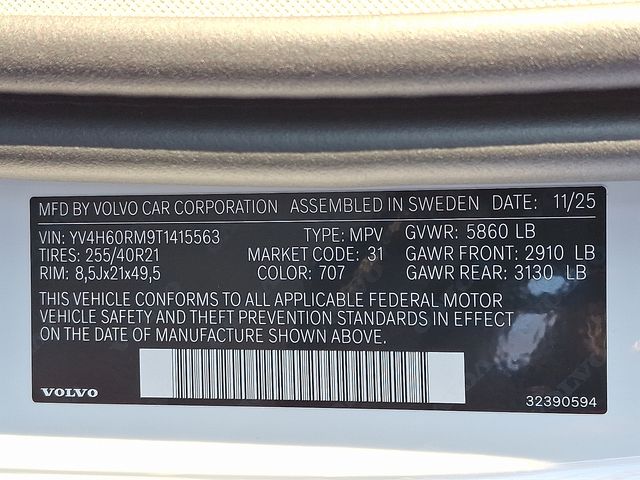 MFD BY VOLVO CAR CORPORATION ASSEMBLED IN SWEDEN DATE: 11/25
VIN: YV4H60RM9T1415563 TYPE: MPV GVWR: 5860 LB
TIRES: 255/40R21 MARKET CODE: 31 GAWR FRONT: 2910 LB
RIM: 8,5Jx21x49,5 COLOR: 707 GAWR REAR: 3130 LB
THIS VEHICLE CONFORMS TO ALL APPLICABLE FEDERAL MOTOR
VEHICLE SAFETY AND THEFT PREVENTION STANDARDS IN EFFECT
ON THE DATE OF MANUFACTURE SHOWN ABOVE.
VOLVO 32390594